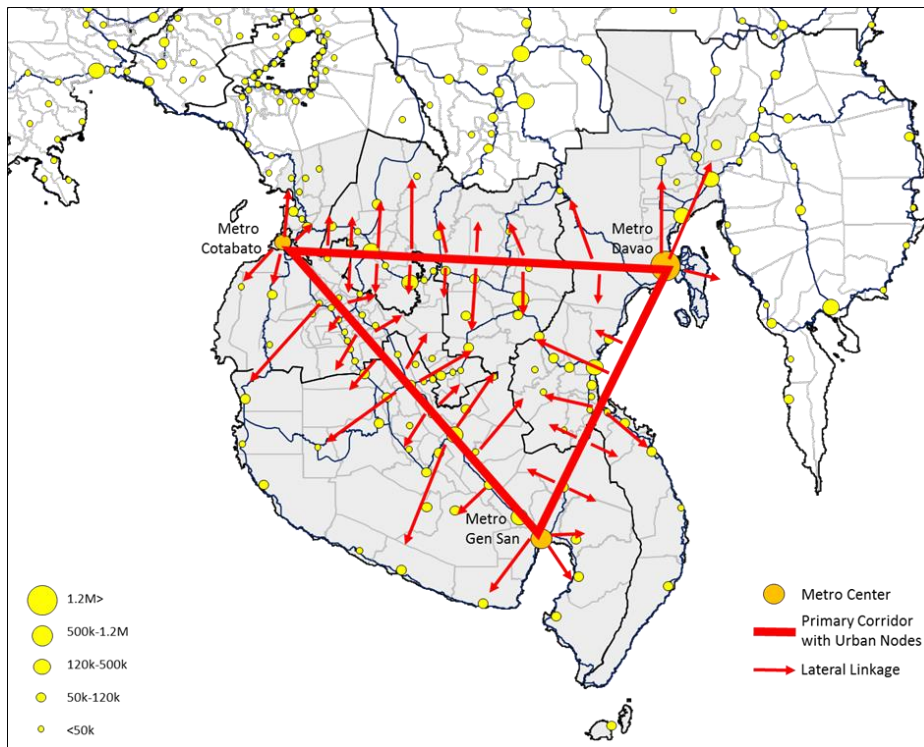 Metro
Cotabato
Metro
Davao
Metro
Gen San
1.2M>
500k-1.2M
120k-500k
50k-120k
<50k
Metro Center
Primary Corridor
with Urban Nodes
Lateral Linkage